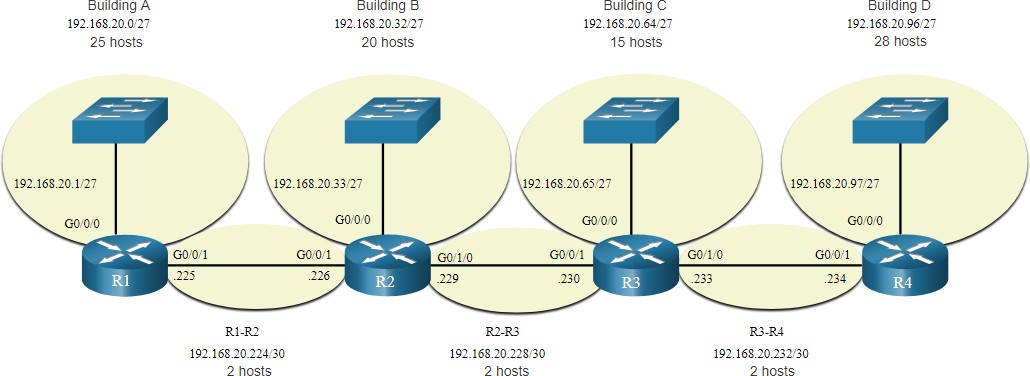 Building A
192.168.20.0/27
25 hosts
Building B
192.168.20.32/27
20 hosts
Building C
192.168.20.64/27
15 hosts
Building D
192.168.20.96/27
28 hosts
192.168.20.1/27
192.168.20.33/27
192.168.20.65/27
192.168.20.97/27
G0/0/0
G0/0/0
G0/0/0
G0/0/0
R1
G0/0/1
.225
G0/0/1
.226
R2
G0/1/0
.229
G0/0/1
.230
R3
G0/1/0
.233
G0/0/1
.234
R4
R1-R2
192.168.20.224/30
2 hosts
R2-R3
192.168.20.228/30
2 hosts
R3-R4
192.168.20.232/30
2 hosts